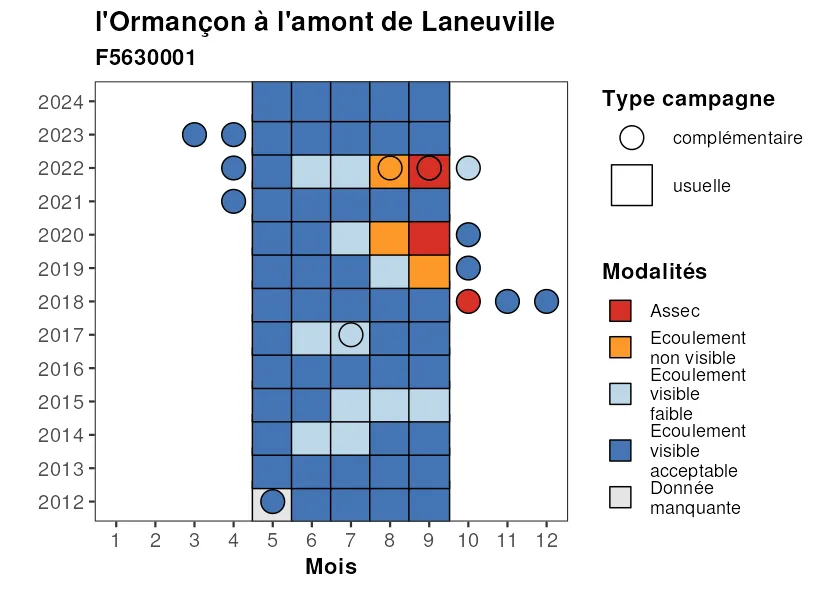 l'Ormançon à l'amont de Laneuville
F5630001
2024
2023
2022
2021
2020
2019
2018
2017
2016
2015
2014
2013
2012
1 2 3 4 5 6 7 8 9 10 11 12
Mois
Type campagne
complémentaire
usuelle
Modalités
Assec
Ecoulement
non visible
Ecoulement
visible
faible
Ecoulement
visible
acceptable
Donnée
manquante